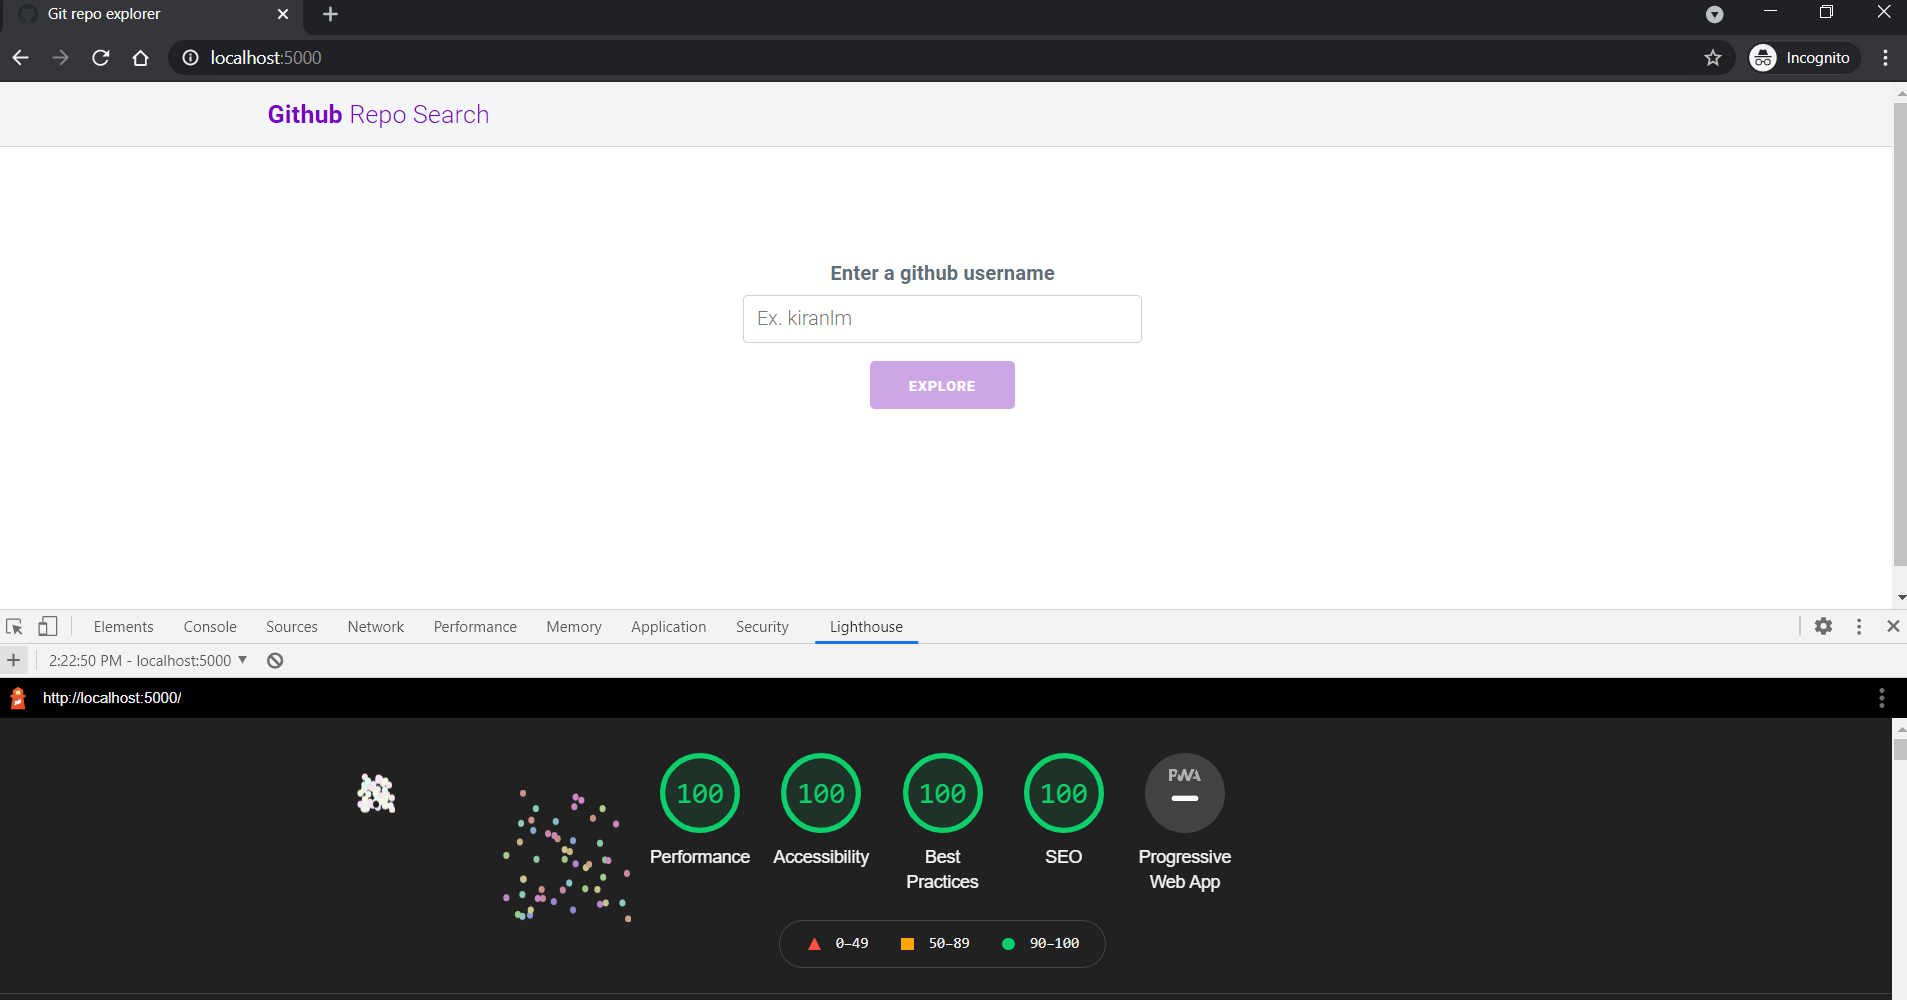 Git repo explorer
localhost:5000
Incognito
Github Repo Search
Enter a github username
Ex. kiranlm
EXPLORE
Elements Console Sources Network Performance Memory Application Security Lighthouse
2:22:50 PM - localhost:5000
http://localhost:5000/
100 100 100 100 PWA
Performance Accessibility Best Practices SEO Progressive Web App
0–49 50–89 90–100